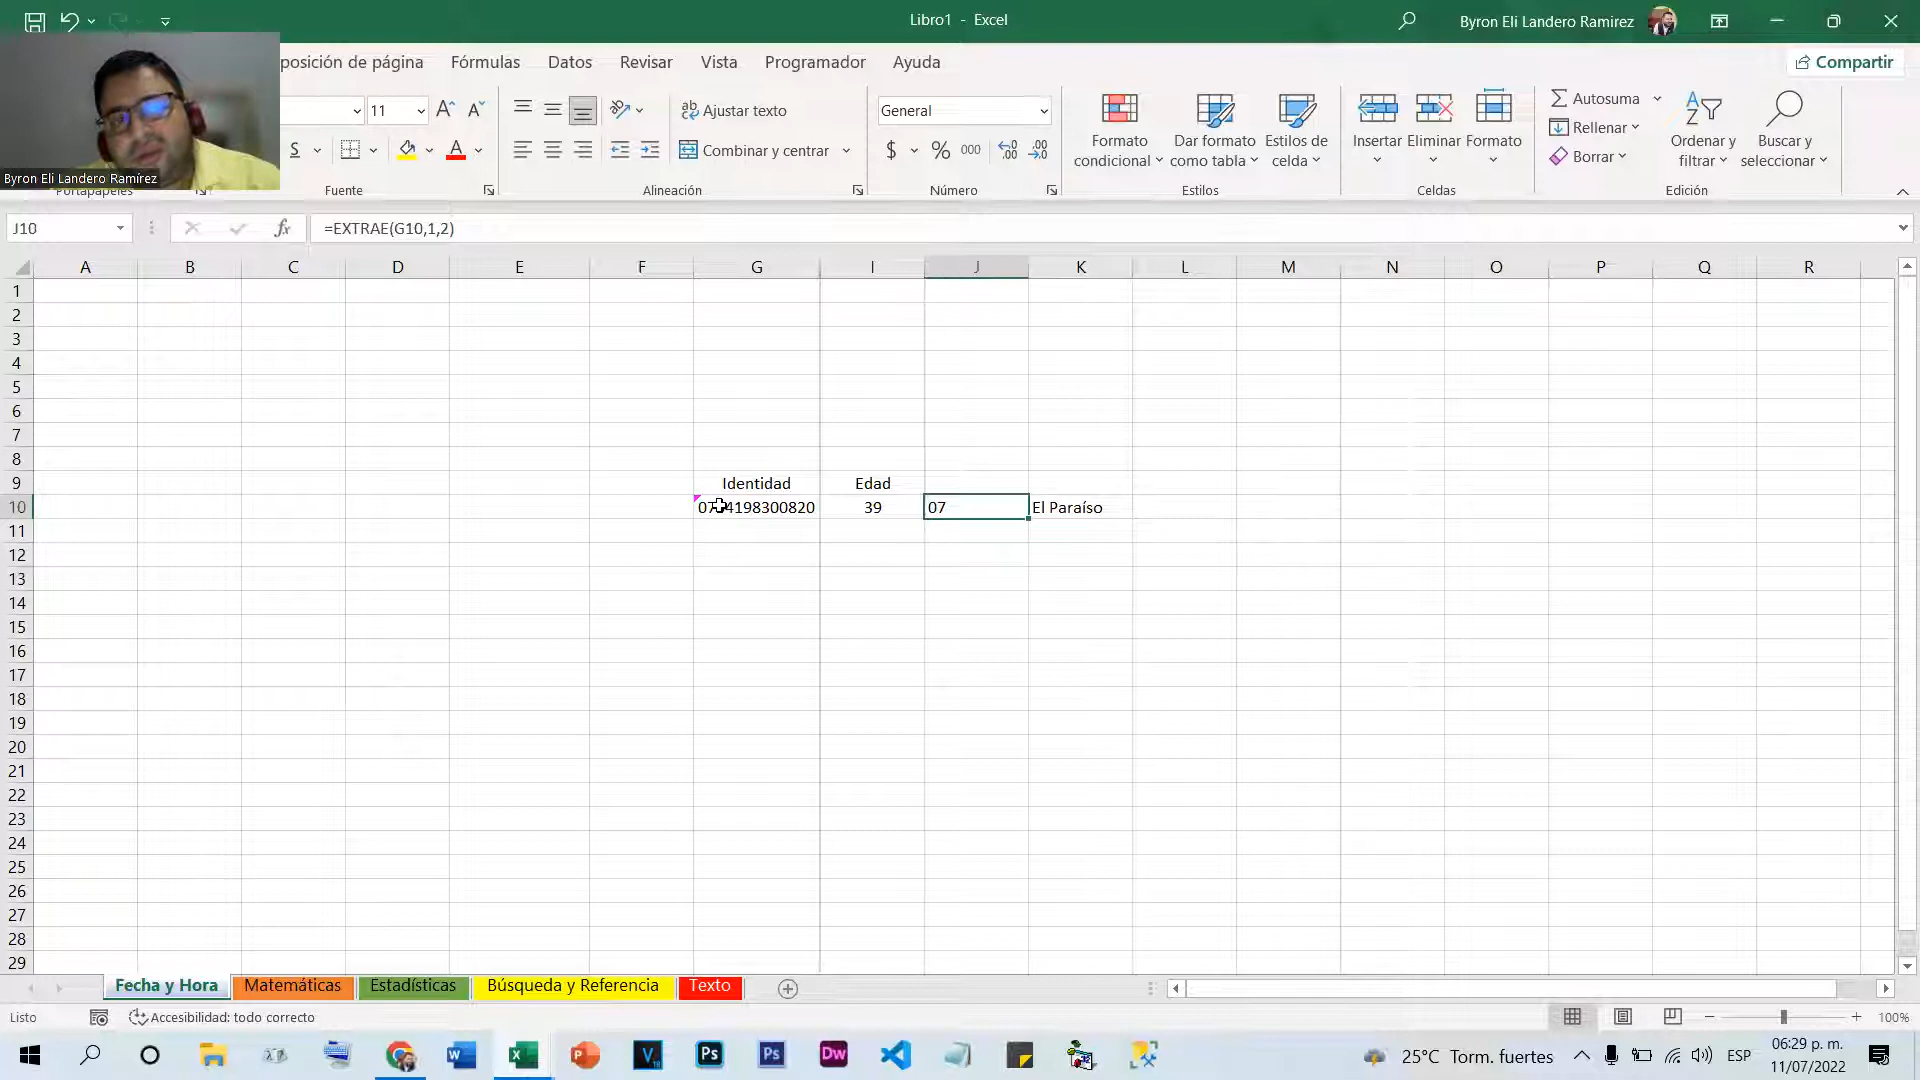 Libro1 - Excel
Byron Eli Landero Ramirez
posición de página
Fórmulas
Datos
Revisar
Vista
Programador
Ayuda
Compartir
11
Ajustar texto
General
Autosuma
Rellenar
Borrar
S
Combinar y centrar
$ % 000
Formato condicional
Dar formato como tabla
Estilos de celda
Insertar
Eliminar
Formato
Ordenar y filtrar
Buscar y seleccionar
Byron Eli Landero Ramírez
Portapapeles
Fuente
Alineación
Número
Estilos
Celdas
Edición
J10
fx
=EXTRAE(G10,1,2)
A B C D E F G I J K L M N O P Q R
1
2
3
4
5
6
7
8
9 Identidad Edad
10 4198300820 39 07 El Paraíso
11
12
13
14
15
16
17
18
19
20
21
22
23
24
25
26
27
28
29
Fecha y Hora
Matemáticas
Estadísticas
Búsqueda y Referencia
Texto
Listo
Accesibilidad: todo correcto
100%
25°C Torm. fuertes
ESP
06:29 p. m.
11/07/2022